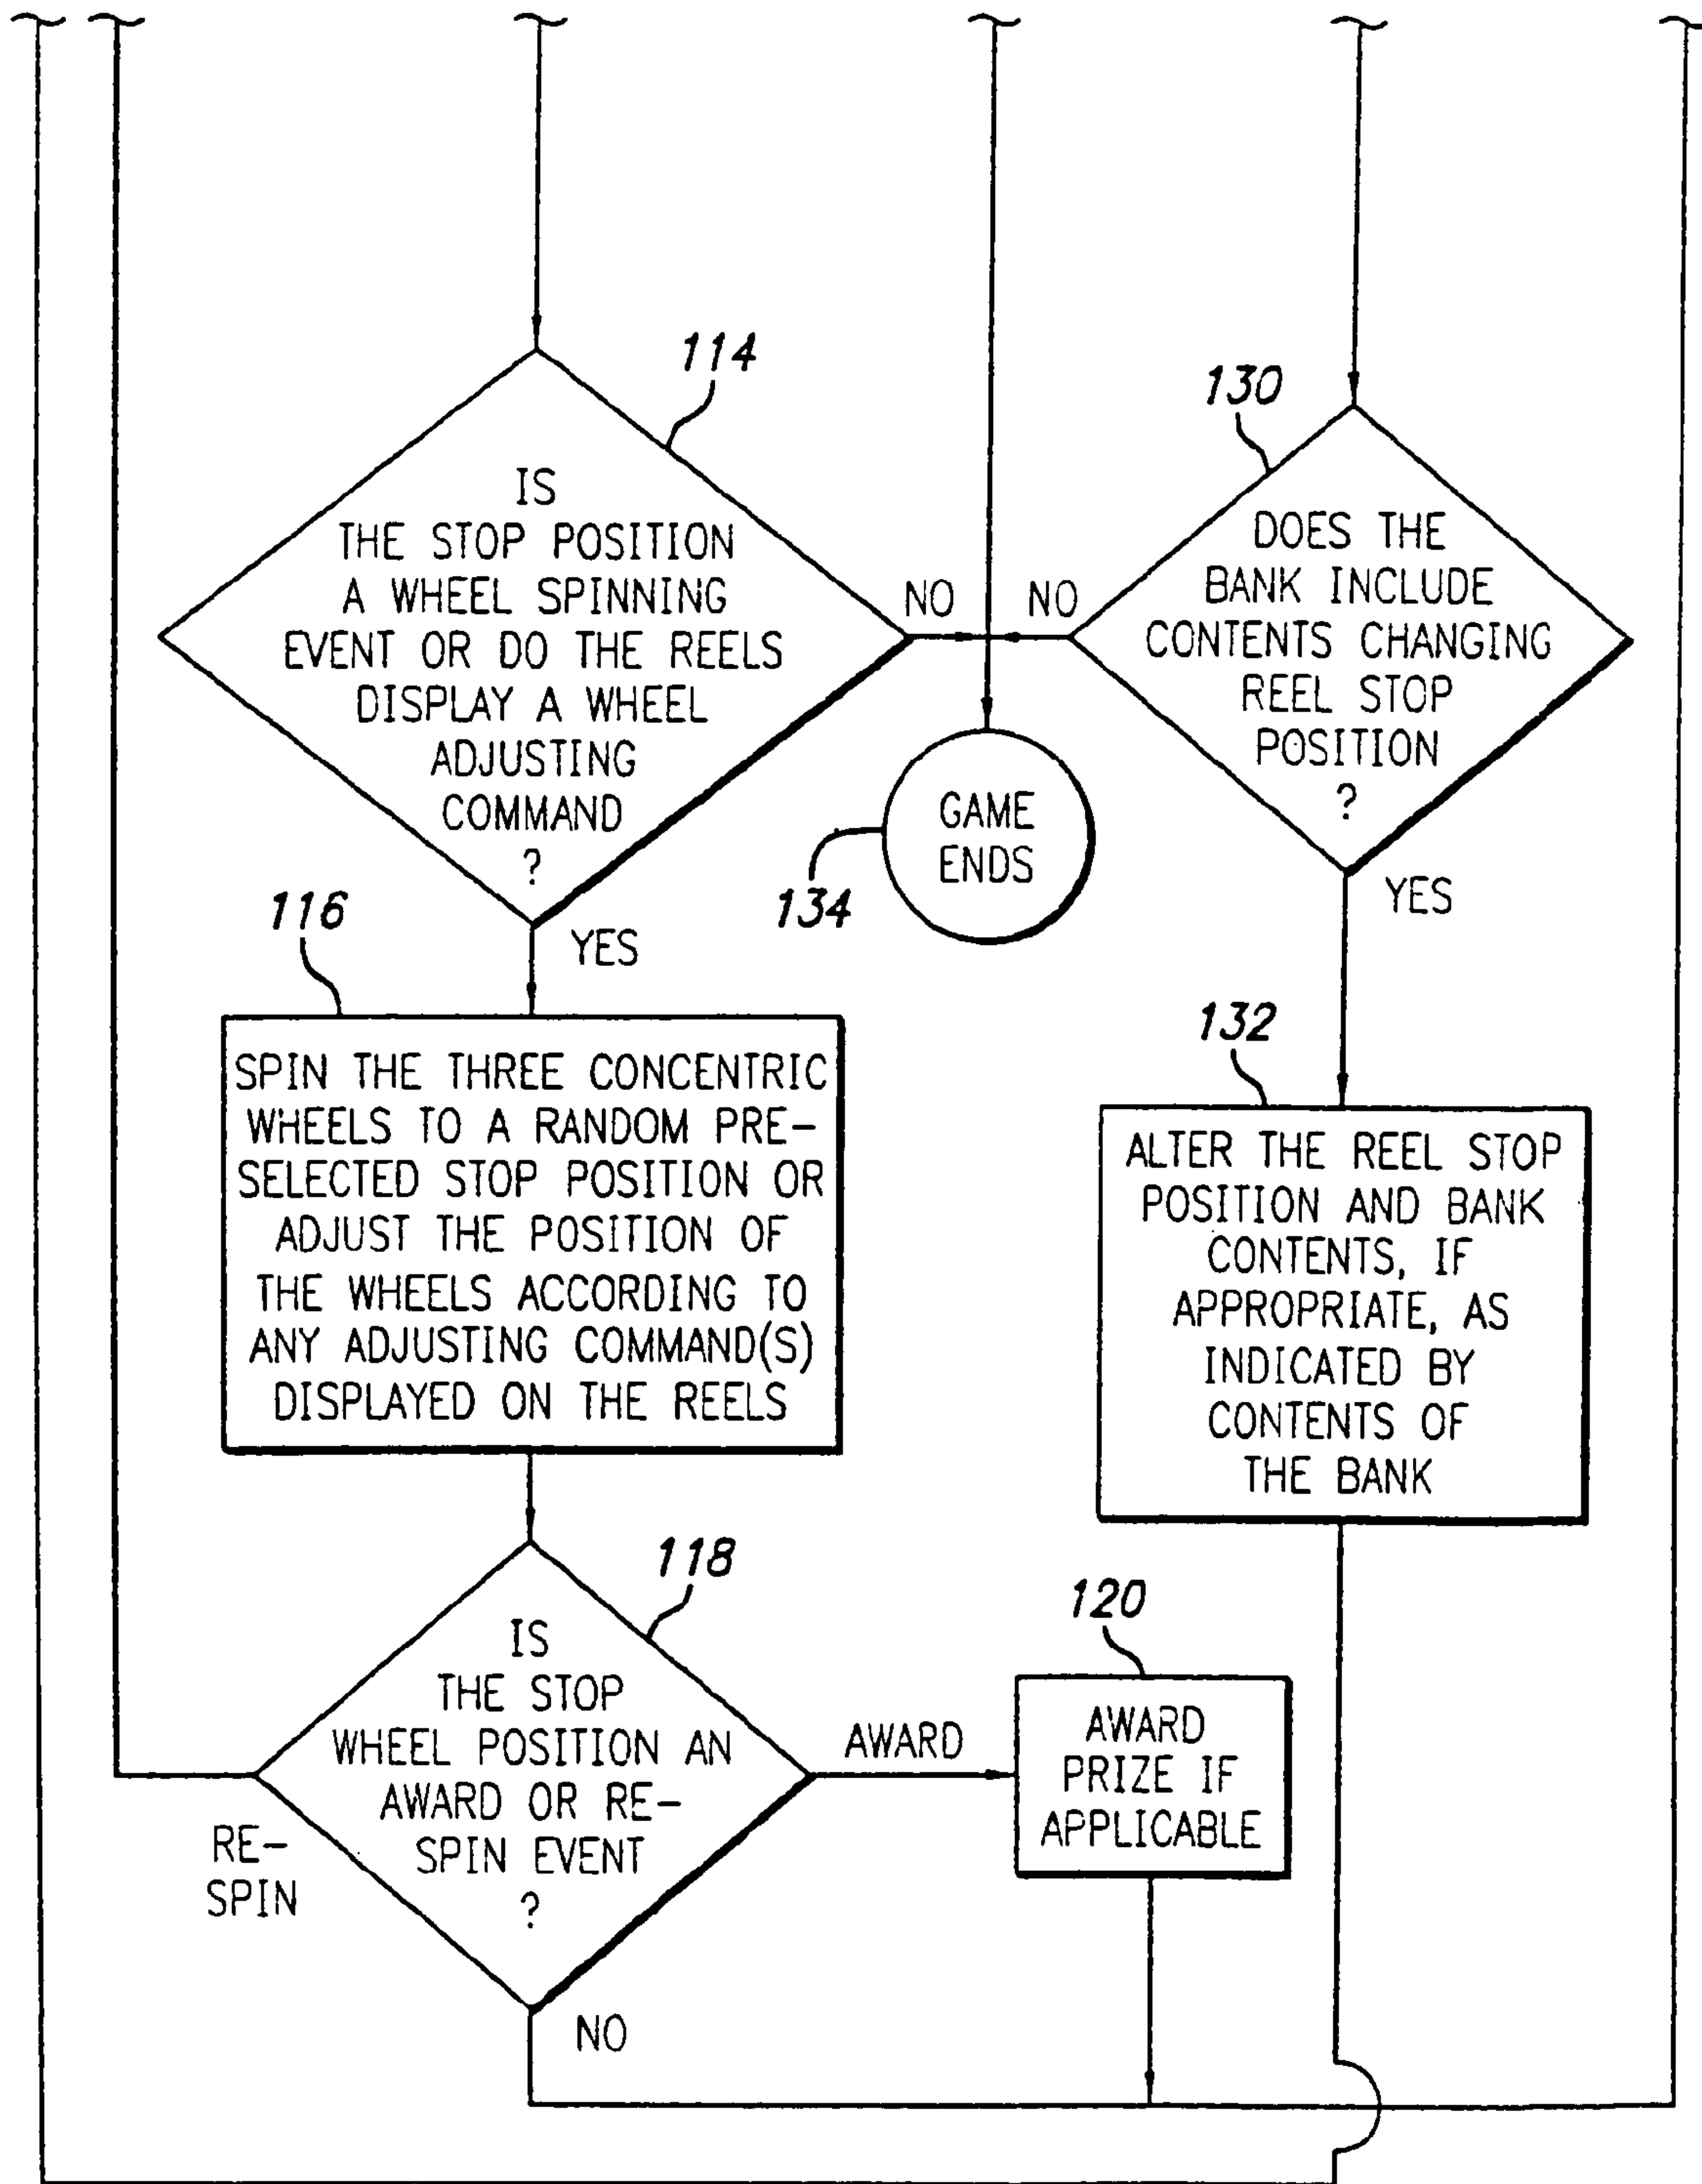 114
IS
THE STOP POSITION
A WHEEL SPINNING
EVENT OR DO THE REELS
DISPLAY A WHEEL
ADJUSTING
COMMAND
?
NO
YES
130
DOES THE
BANK INCLUDE
CONTENTS CHANGING
REEL STOP
POSITION
?
NO
YES
GAME
ENDS
134
116
SPIN THE THREE CONCENTRIC
WHEELS TO A RANDOM PRE-
SELECTED STOP POSITION OR
ADJUST THE POSITION OF
THE WHEELS ACCORDING TO
ANY ADJUSTING COMMAND(S)
DISPLAYED ON THE REELS
132
ALTER THE REEL STOP
POSITION AND BANK
CONTENTS, IF
APPROPRIATE, AS
INDICATED BY
CONTENTS OF
THE BANK
118
IS
THE STOP
WHEEL POSITION AN
AWARD OR RE-
SPIN EVENT
?
RE-
SPIN
AWARD
NO
120
AWARD
PRIZE IF
APPLICABLE